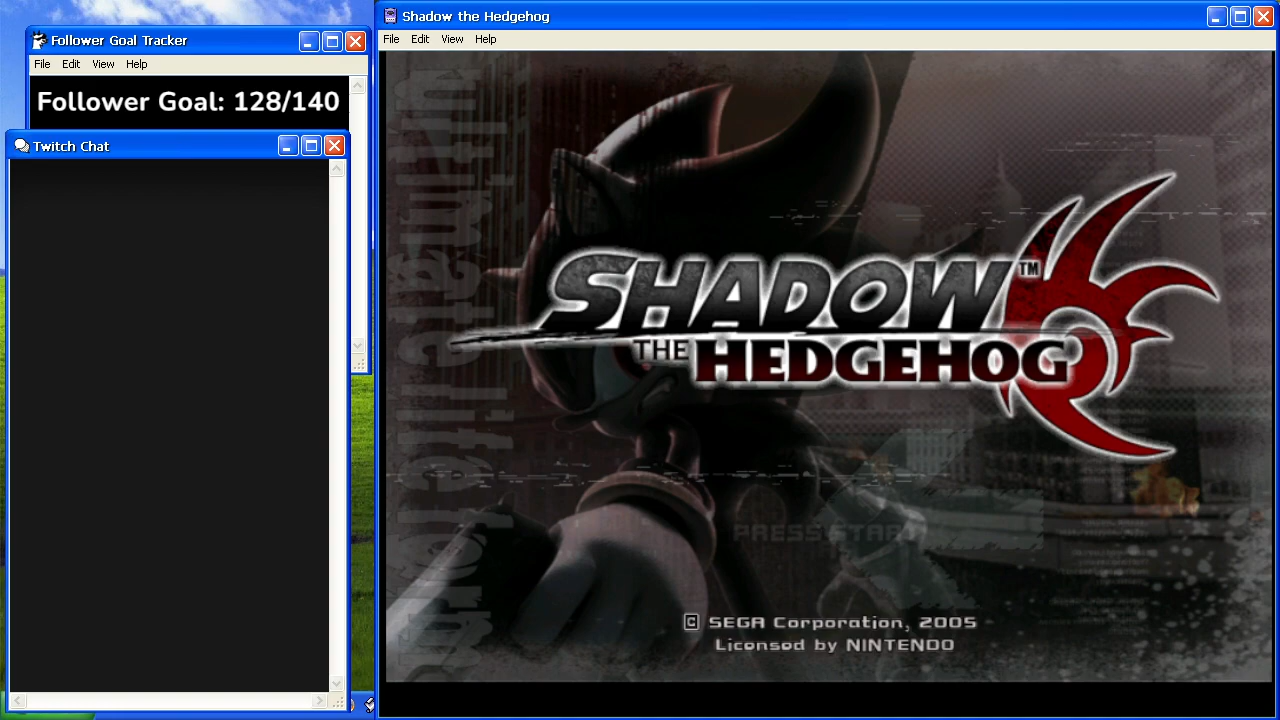 Follower Goal Tracker
File Edit View Help
Follower Goal: 128/140
Twitch Chat
Shadow the Hedgehog
File Edit View Help
SHADOW TM
THE HEDGEHOG
PRESS START
C SEGA Corporation, 2005
Licensed by NINTENDO